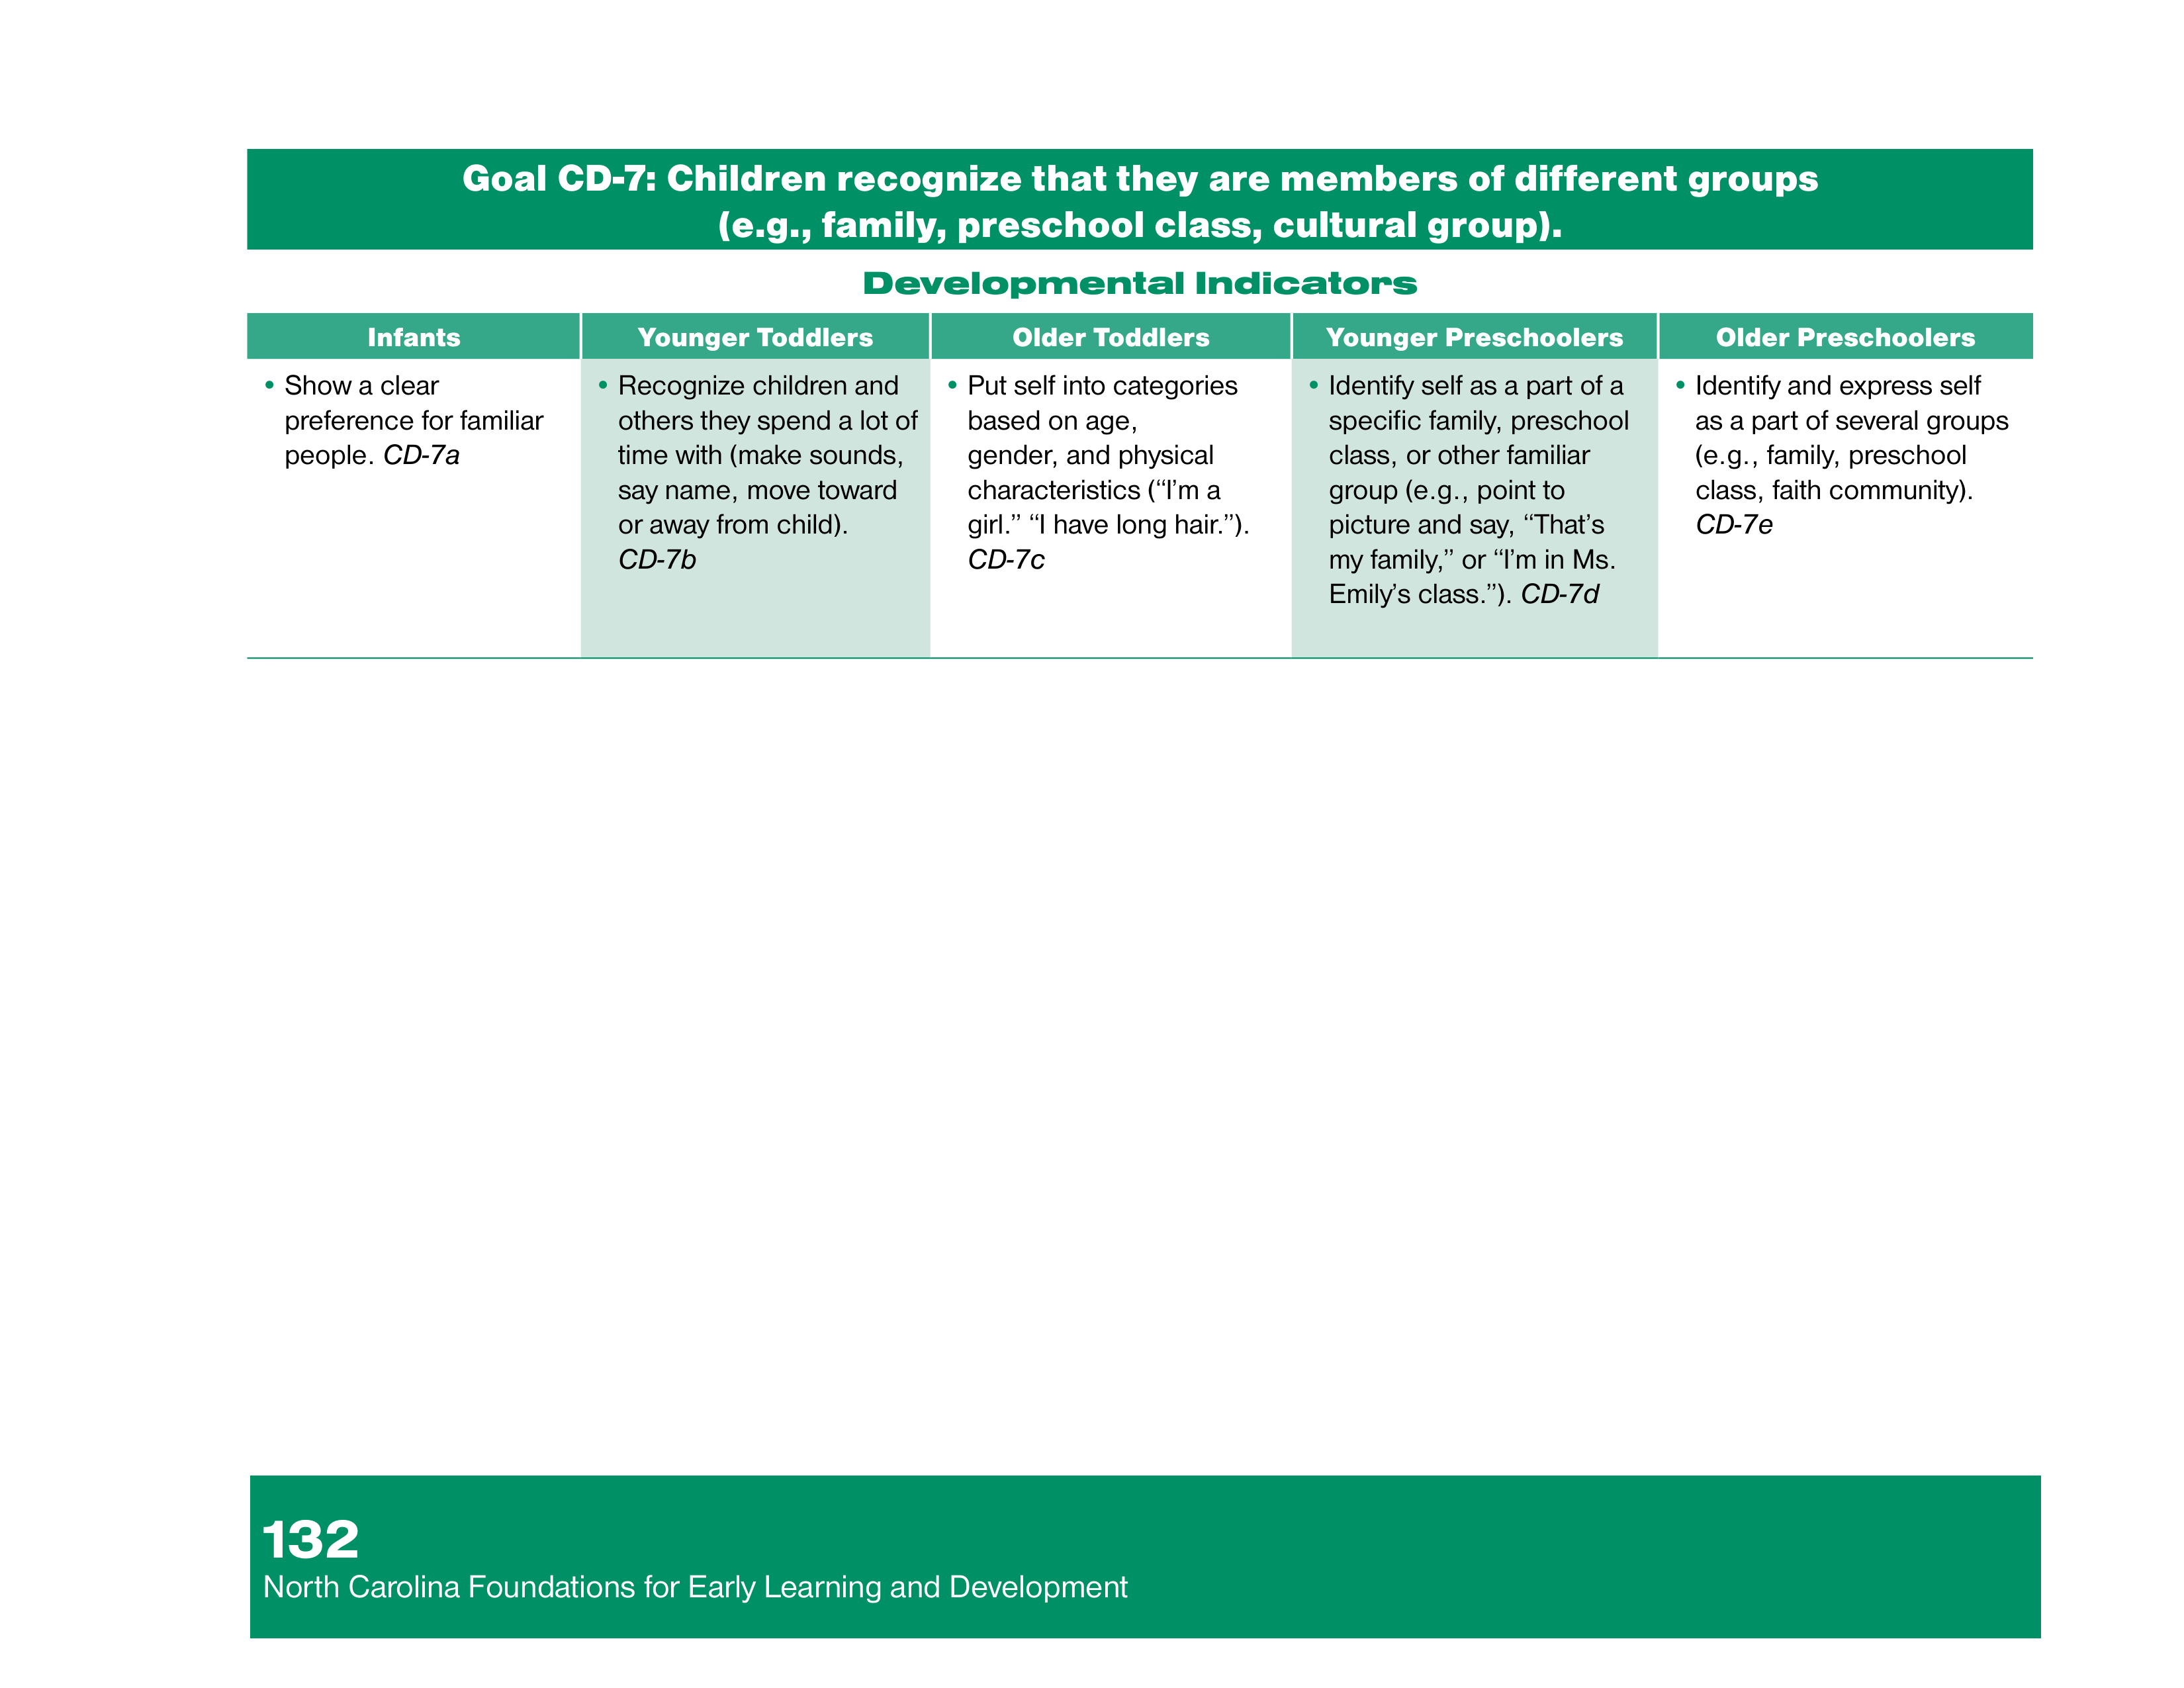 Goal CD-7: Children recognize that they are members of different groups
(e.g., family, preschool class, cultural group).
Developmental Indicators
Infants
• Show a clear
preference for familiar
people. CD-7a
Younger Toddlers
• Recognize children and
others they spend a lot of
time with (make sounds,
say name, move toward
or away from child).
CD-7b
Older Toddlers
• Put self into categories
based on age,
gender, and physical
characteristics (“I’m a
girl.” “I have long hair.”).
CD-7c
Younger Preschoolers
• Identify self as a part of a
specific family, preschool
class, or other familiar
group (e.g., point to
picture and say, “That’s
my family,” or “I’m in Ms.
Emily’s class.”). CD-7d
Older Preschoolers
• Identify and express self
as a part of several groups
(e.g., family, preschool
class, faith community).
CD-7e
132
North Carolina Foundations for Early Learning and Development